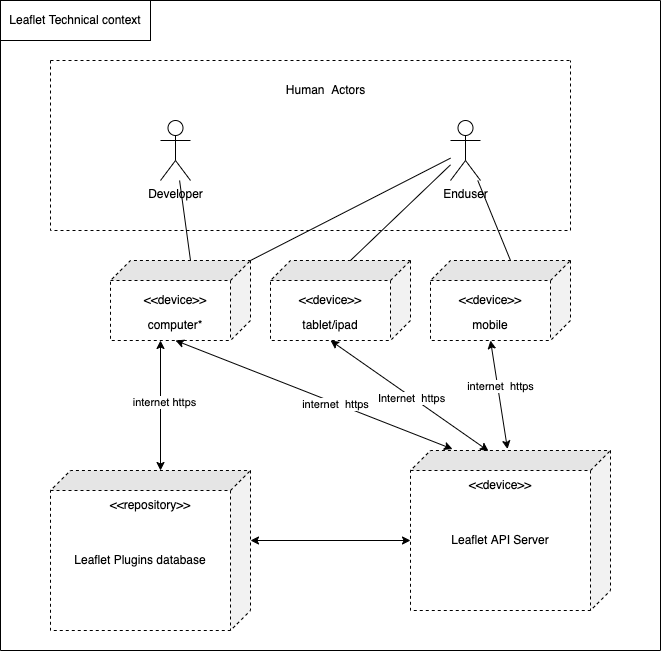 Leaflet Technical context
Human  Actors
Developer
Enduser
<<device>>
computer*
<<device>>
tablet/ipad
<<device>>
mobile
internet https
internet  https
Internet  https
internet  https
<<repository>>
Leaflet Plugins database
<<device>>
Leaflet API Server